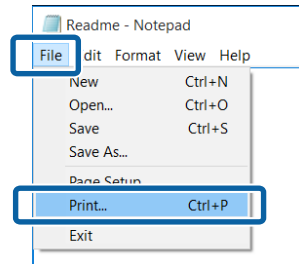 Readme - Notepad
File dit Format View Help
New Ctrl+N
Open... Ctrl+O
Save Ctrl+S
Save As...
Page Setup
Print... Ctrl+P
Exit